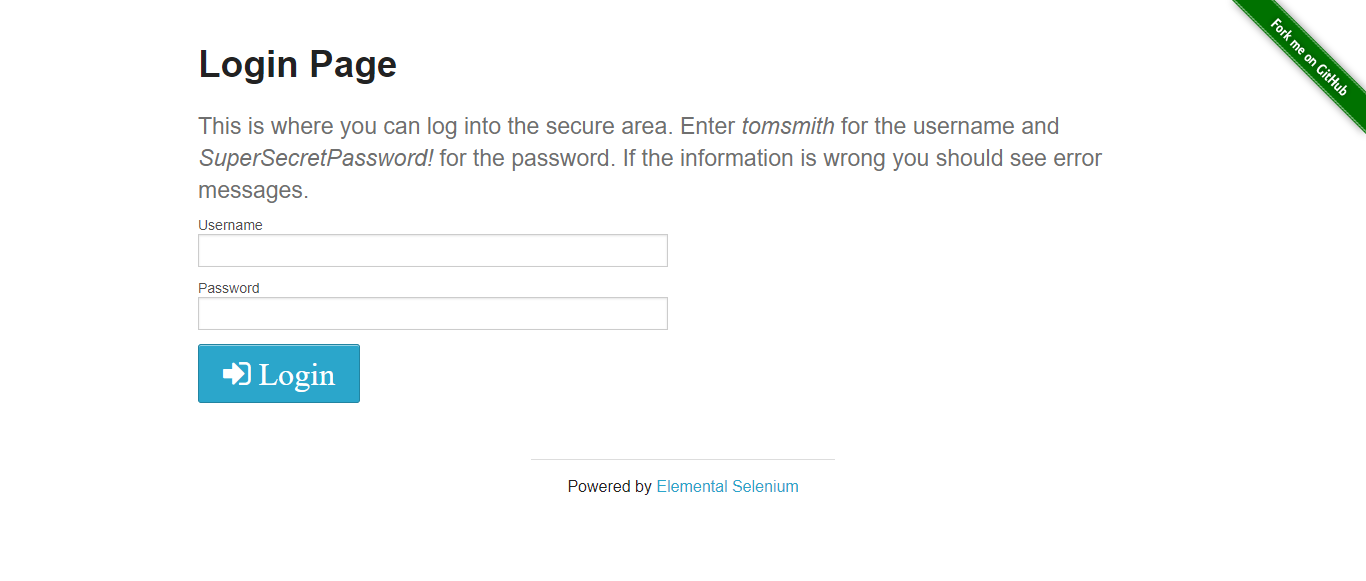 Fork me on GitHub
Login Page
This is where you can log into the secure area. Enter tomsmith for the username and
SuperSecretPassword! for the password. If the information is wrong you should see error
messages.
Username
Password
Login
Powered by Elemental Selenium